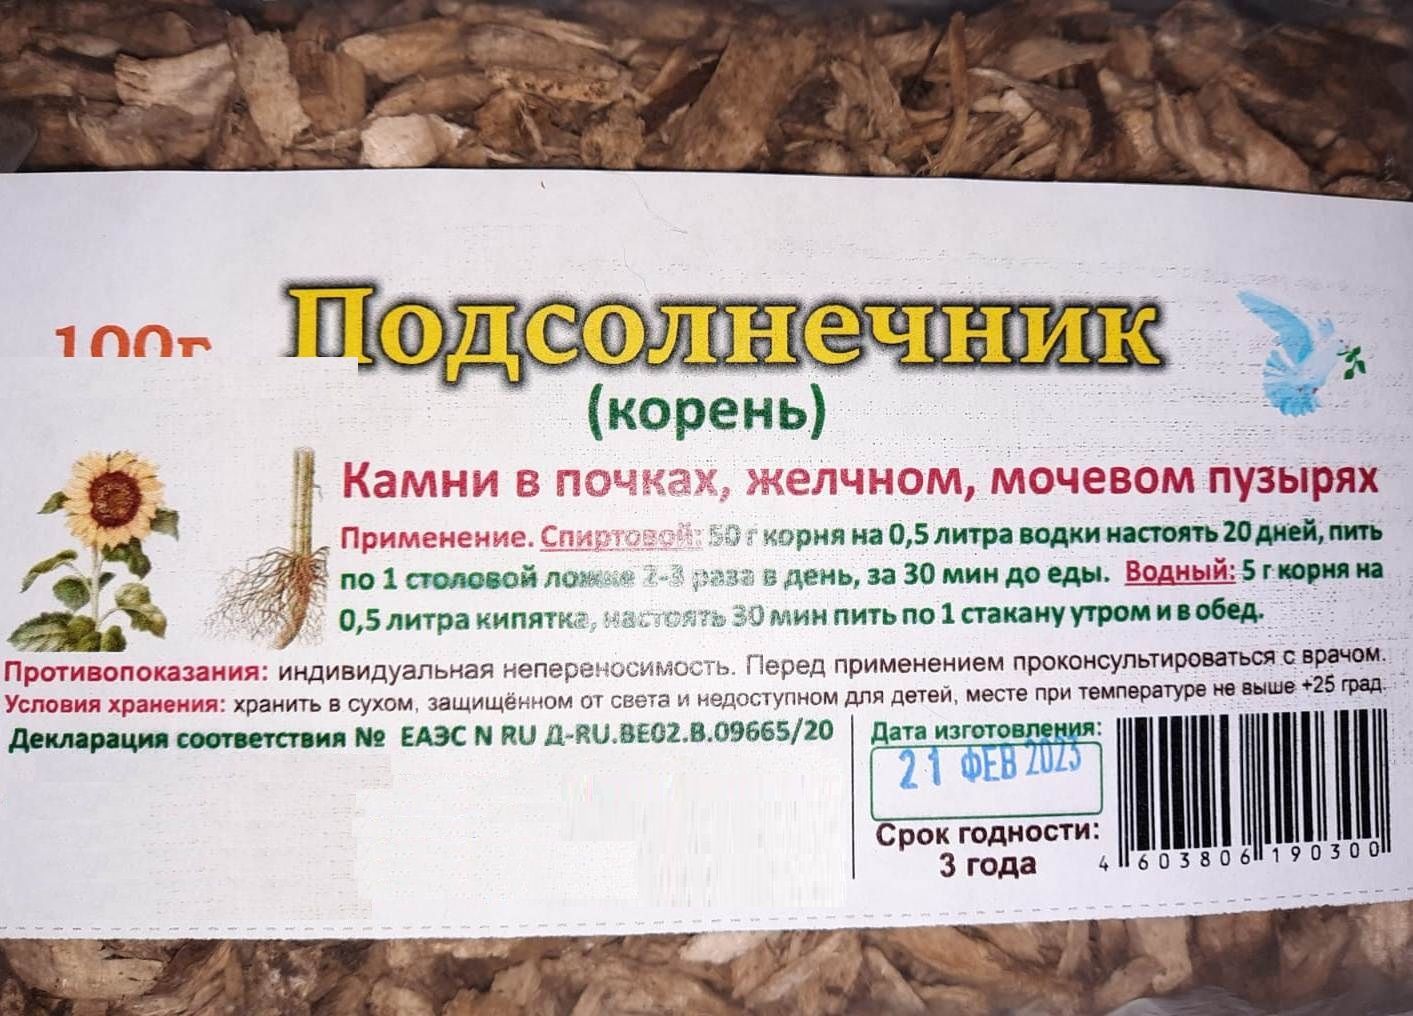 100г Подсолнечник
(корень)
Камни в почках, желчном, мочевом пузырях
Применение. Спиртовой: 50 г корня на 0,5 литра водки настоять 20 дней, пить
по 1 столовой ложке 2-3 раза в день, за 30 мин до еды. Водный: 5 г корня на
0,5 литра кипятка, настоять 30 мин пить по 1 стакану утром и в обед.
Противопоказания: индивидуальная непереносимость. Перед применением проконсультироваться с врачом.
Условия хранения: хранить в сухом, защищённом от света и недоступном для детей, месте при температуре не выше +25 град.
Декларация соответствия № ЕАЭС N RU Д-RU.ВЕ02.В.09665/20
Дата изготовления:
21 ФЕВ 2023
Срок годности:
3 года
4 603806 190300